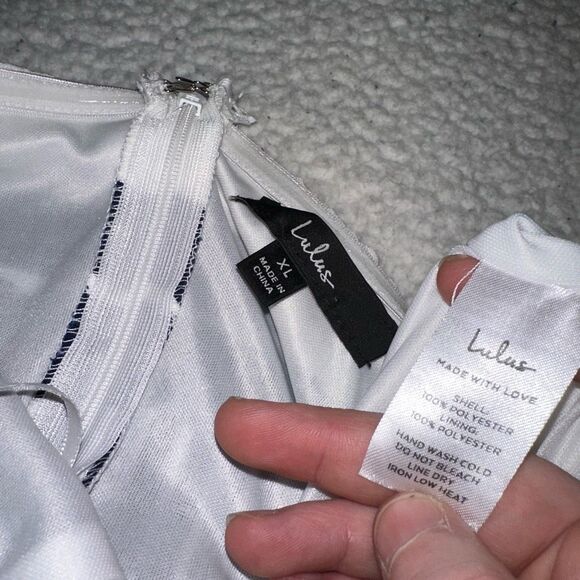 Lulus
XL
MADE IN
CHINA
Lulus
MADE WITH LOVE
SHELL:
100% POLYESTER
LINING:
100% POLYESTER
HAND WASH COLD
DO NOT BLEACH
LINE DRY
IRON LOW HEAT